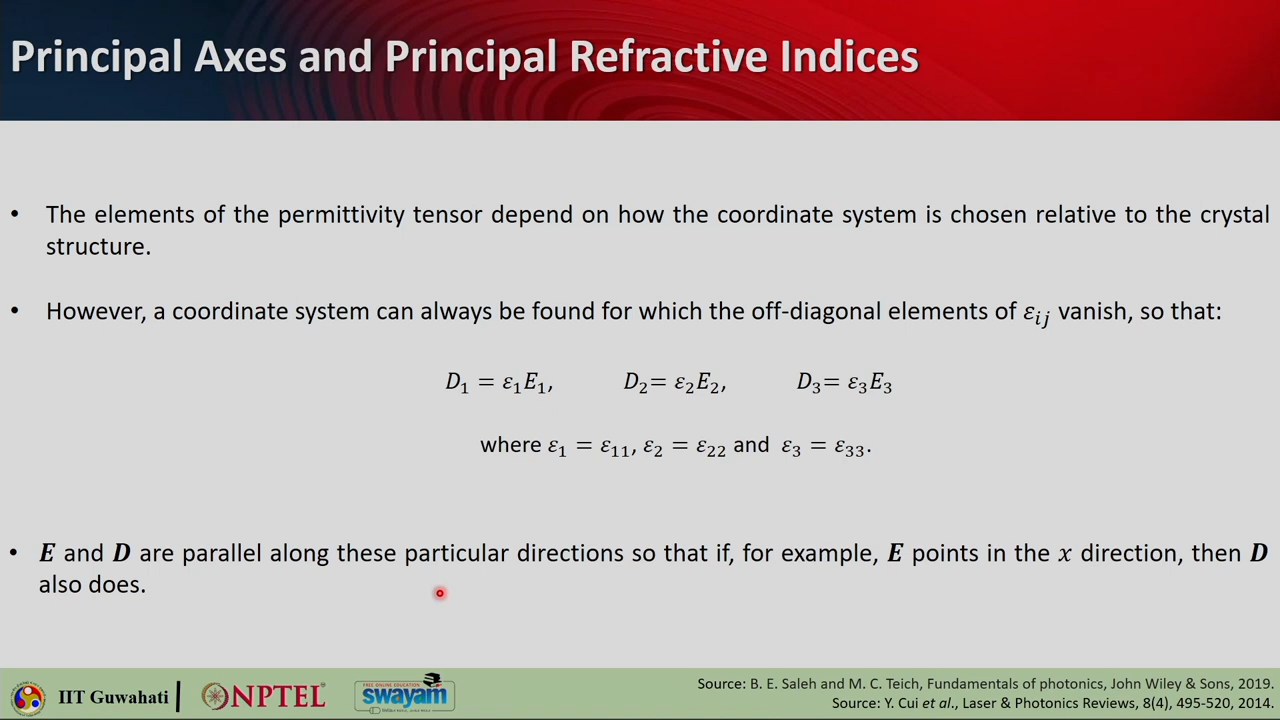 Principal Axes and Principal Refractive Indices
• The elements of the permittivity tensor depend on how the coordinate system is chosen relative to the crystal
structure.
• However, a coordinate system can always be found for which the off-diagonal elements of εᵢⱼ vanish, so that:
D₁ = ε₁E₁, D₂= ε₂E₂, D₃= ε₃E₃
where ε₁ = ε₁₁, ε₂ = ε₂₂ and ε₃ = ε₃₃.
• E and D are parallel along these particular directions so that if, for example, E points in the x direction, then D
also does.
IIT Guwahati
NPTEL
FREE ONLINE EDUCATION
swayam
Source: B. E. Saleh and M. C. Teich, Fundamentals of photonics, John Wiley & Sons, 2019.
Source: Y. Cui et al., Laser & Photonics Reviews, 8(4), 495-520, 2014.